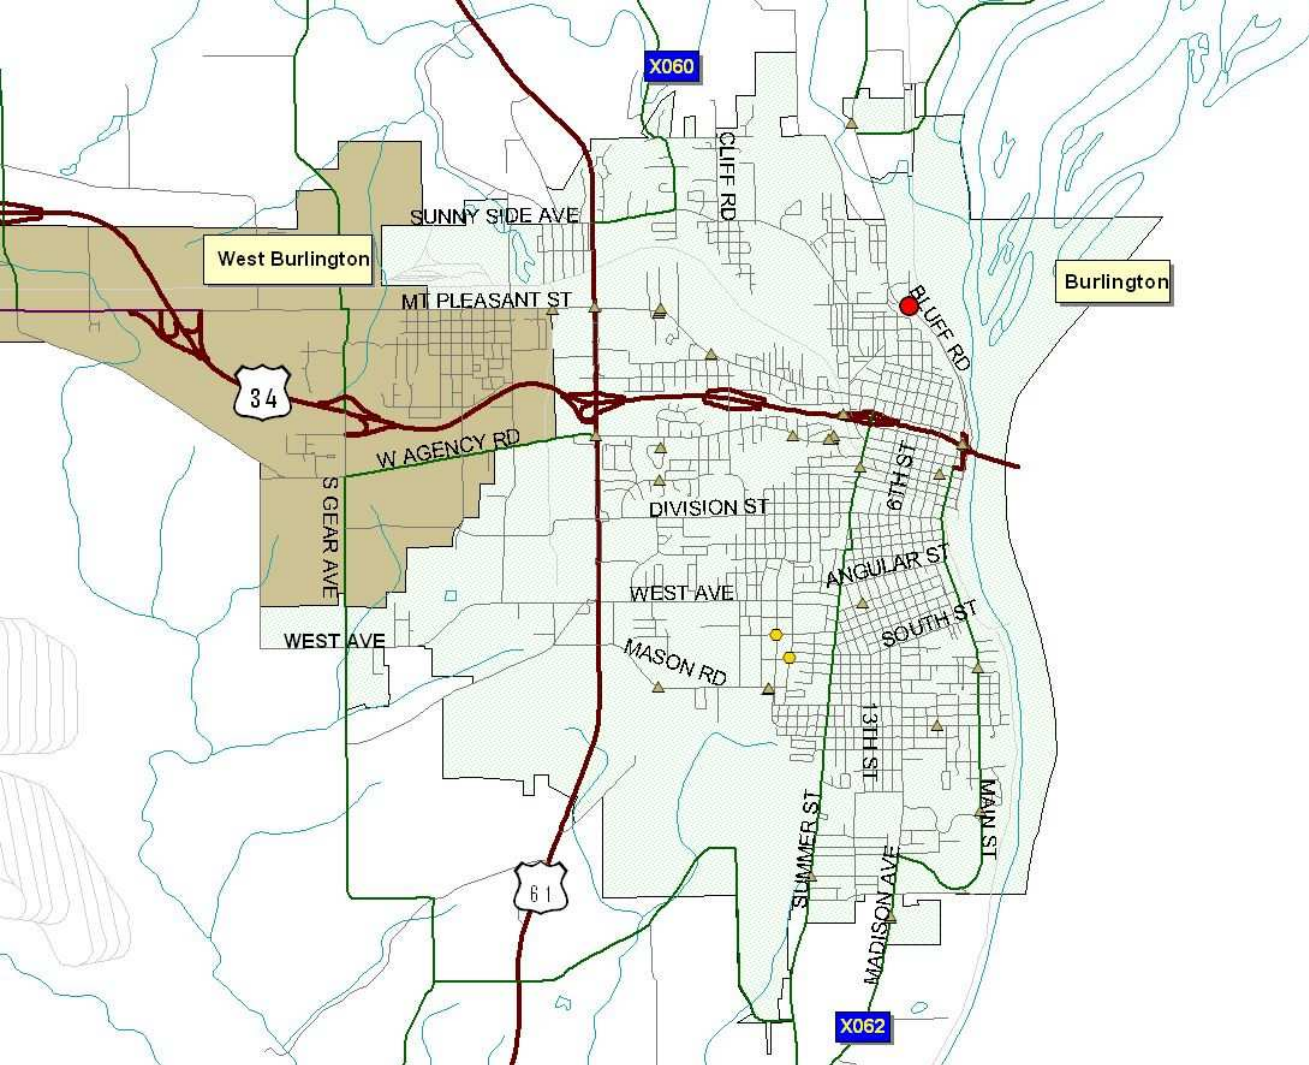 X060
CLIFF RD
SUNNY SIDE AVE
West Burlington
Burlington
MT PLEASANT ST
BLUFF RD
34
W AGENCY RD
6TH ST
S GEAR AVE
DIVISION ST
ANGULAR ST
WEST AVE
SOUTH ST
WEST AVE
MASON RD
13TH ST
MAIN ST
SUMMER ST
61
MADISON AVE
X062